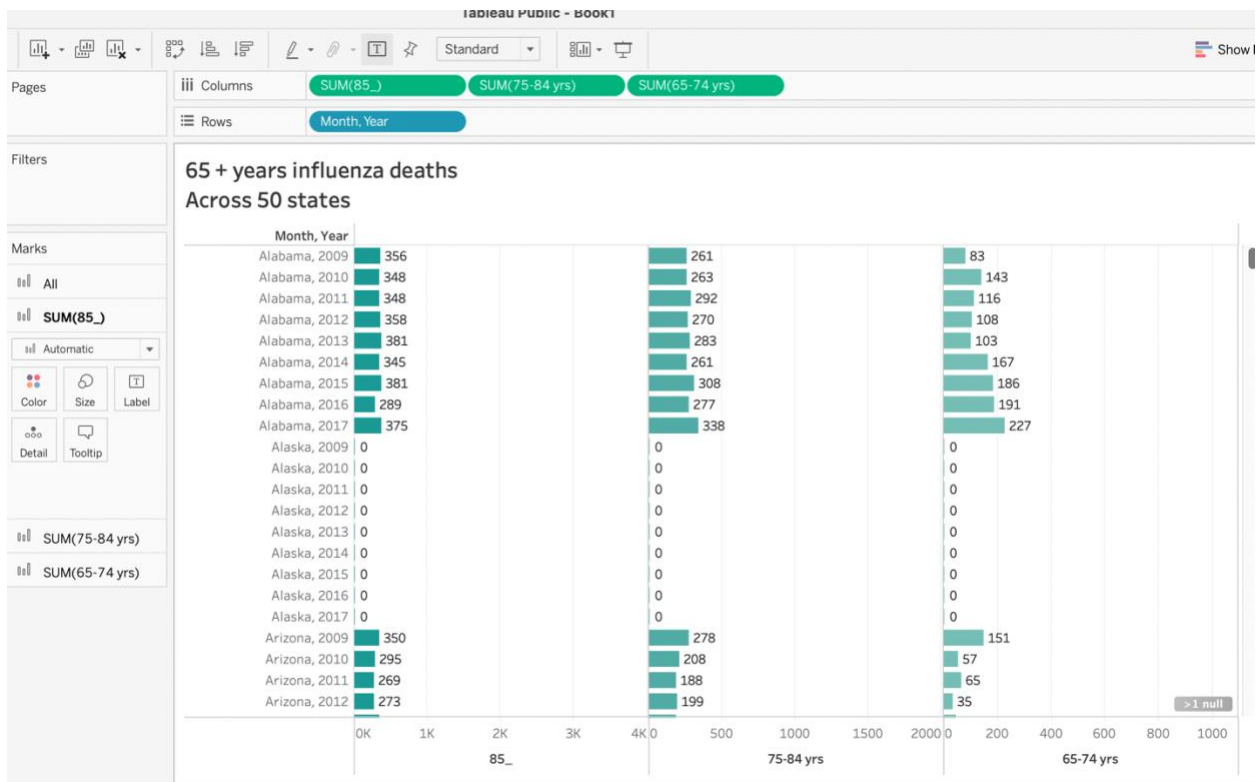 Tableau Public - Book1
Standard
Show
Pages
Columns SUM(85_) SUM(75-84 yrs) SUM(65-74 yrs)
Rows Month, Year
Filters
65 + years influenza deaths
Across 50 states
Month, Year
Marks
All
SUM(85_)
Automatic
Color Size Label
Detail Tooltip
SUM(75-84 yrs)
SUM(65-74 yrs)
Alabama, 2009 356 261 83
Alabama, 2010 348 263 143
Alabama, 2011 348 292 116
Alabama, 2012 358 270 108
Alabama, 2013 381 283 103
Alabama, 2014 345 261 167
Alabama, 2015 381 308 186
Alabama, 2016 289 277 191
Alabama, 2017 375 338 227
Alaska, 2009 0 0 0
Alaska, 2010 0 0 0
Alaska, 2011 0 0 0
Alaska, 2012 0 0 0
Alaska, 2013 0 0 0
Alaska, 2014 0 0 0
Alaska, 2015 0 0 0
Alaska, 2016 0 0 0
Alaska, 2017 0 0 0
Arizona, 2009 350 278 151
Arizona, 2010 295 208 57
Arizona, 2011 269 188 65
Arizona, 2012 273 199 35
>1 null
0K 1K 2K 3K 4K 0 500 1000 1500 2000 0 200 400 600 800 1000
85_ 75-84 yrs 65-74 yrs